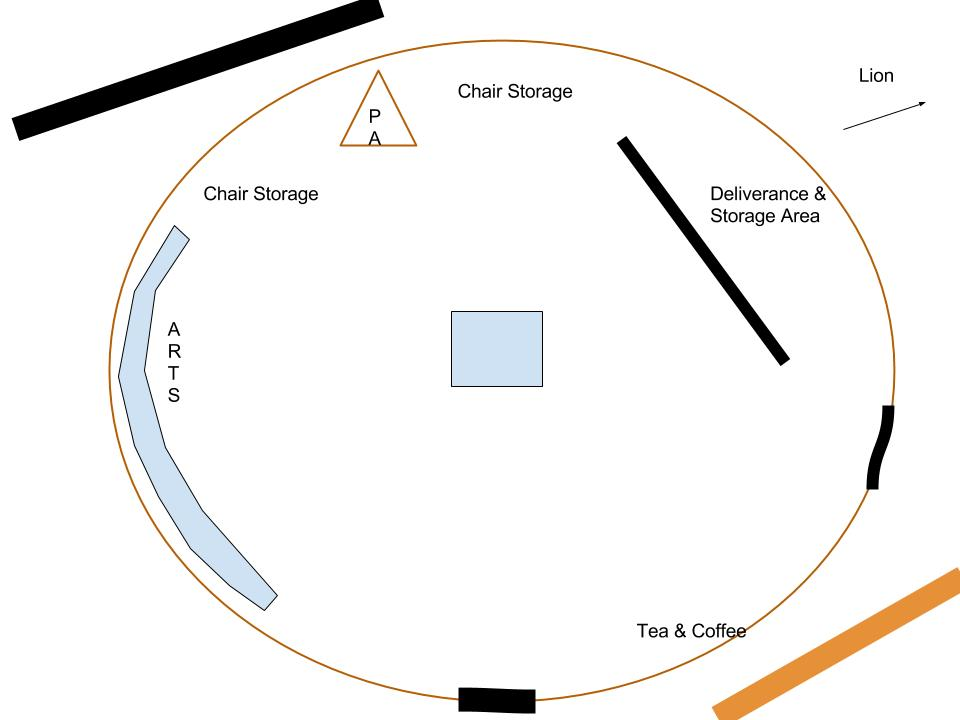 Lion
Chair Storage
P
A
Chair Storage
Deliverance &
Storage Area
A
R
T
S
Tea & Coffee